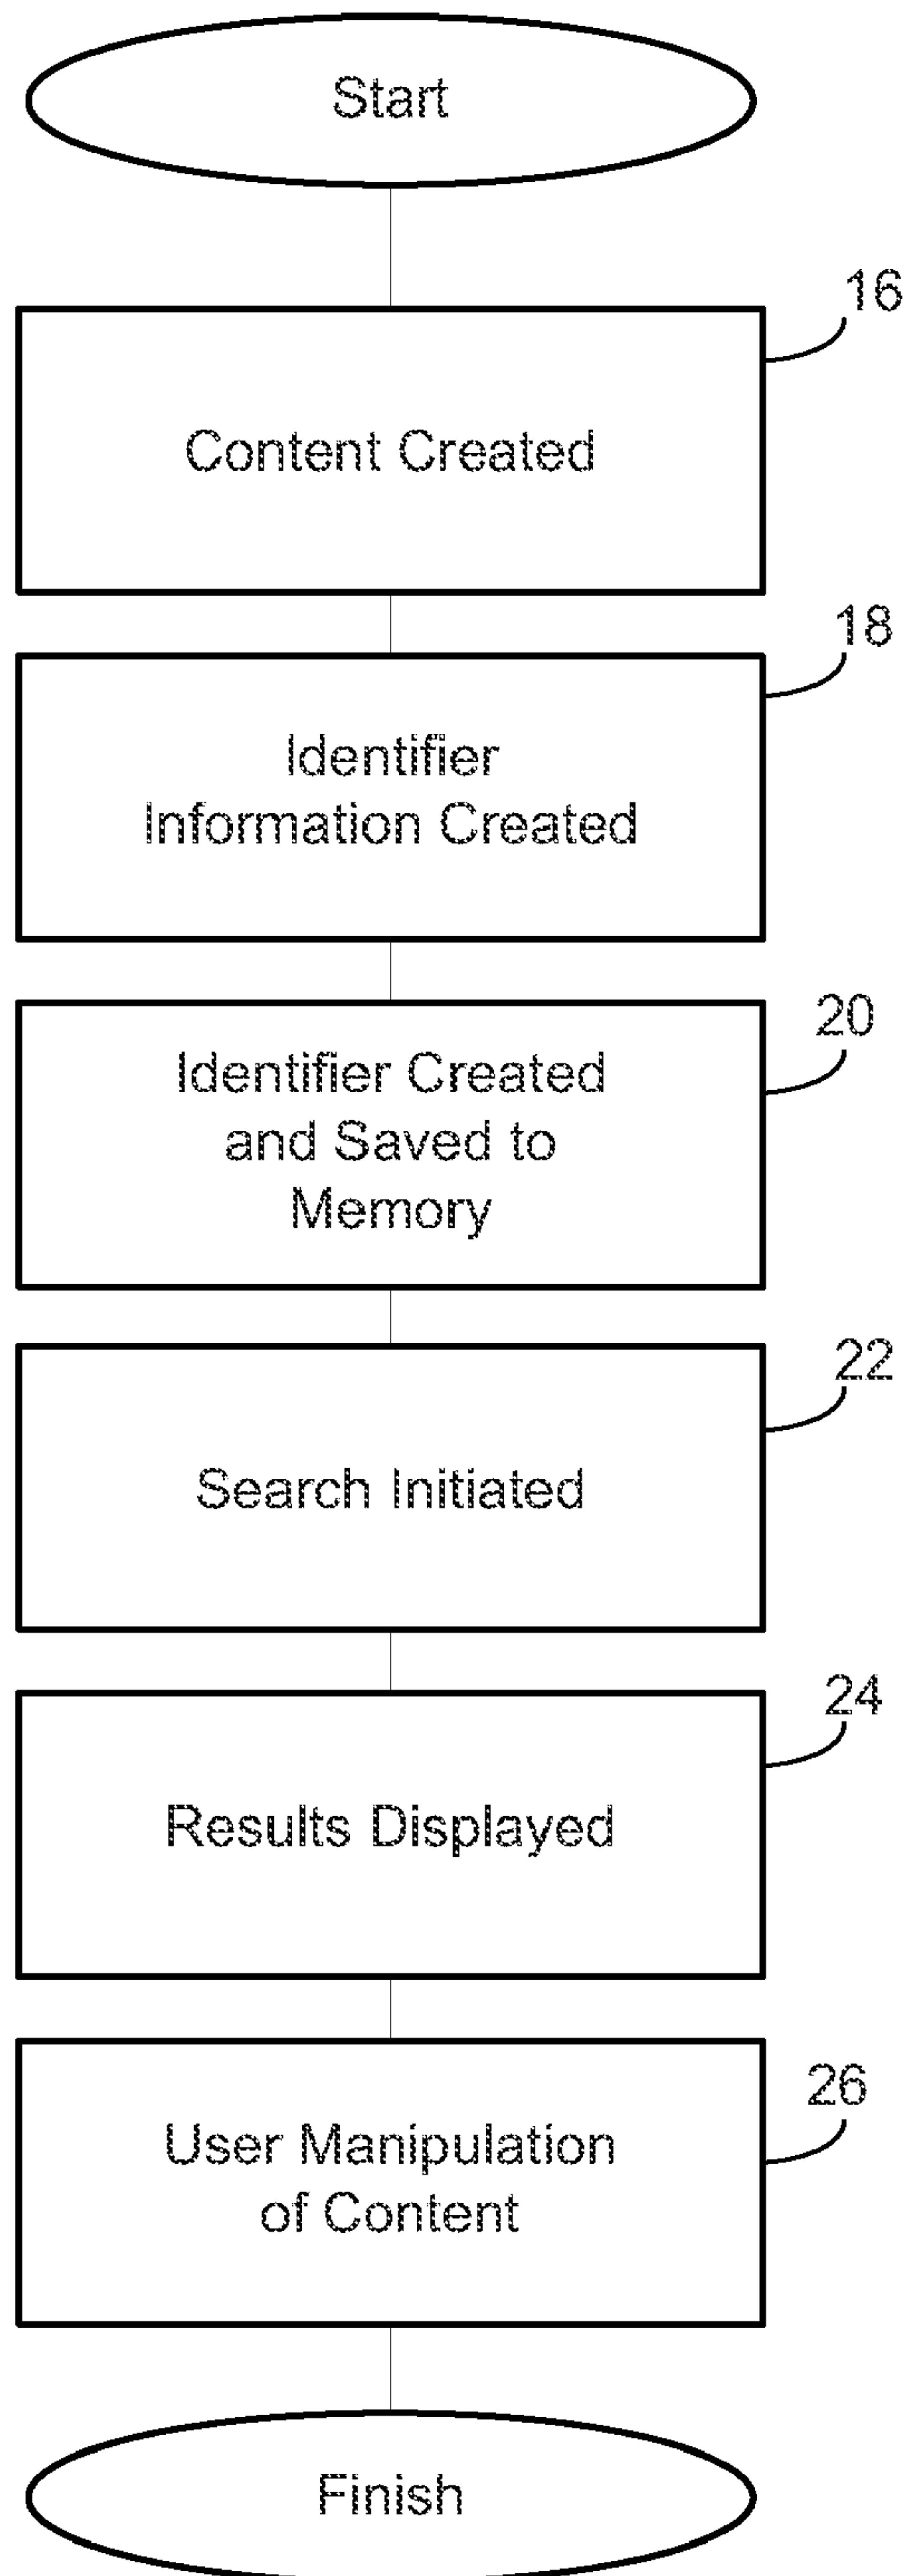 Start
16
Content Created
18
Identifier
Information Created
20
Identifier Created
and Saved to
Memory
22
Search Initiated
24
Results Displayed
26
User Manipulation
of Content
Finish